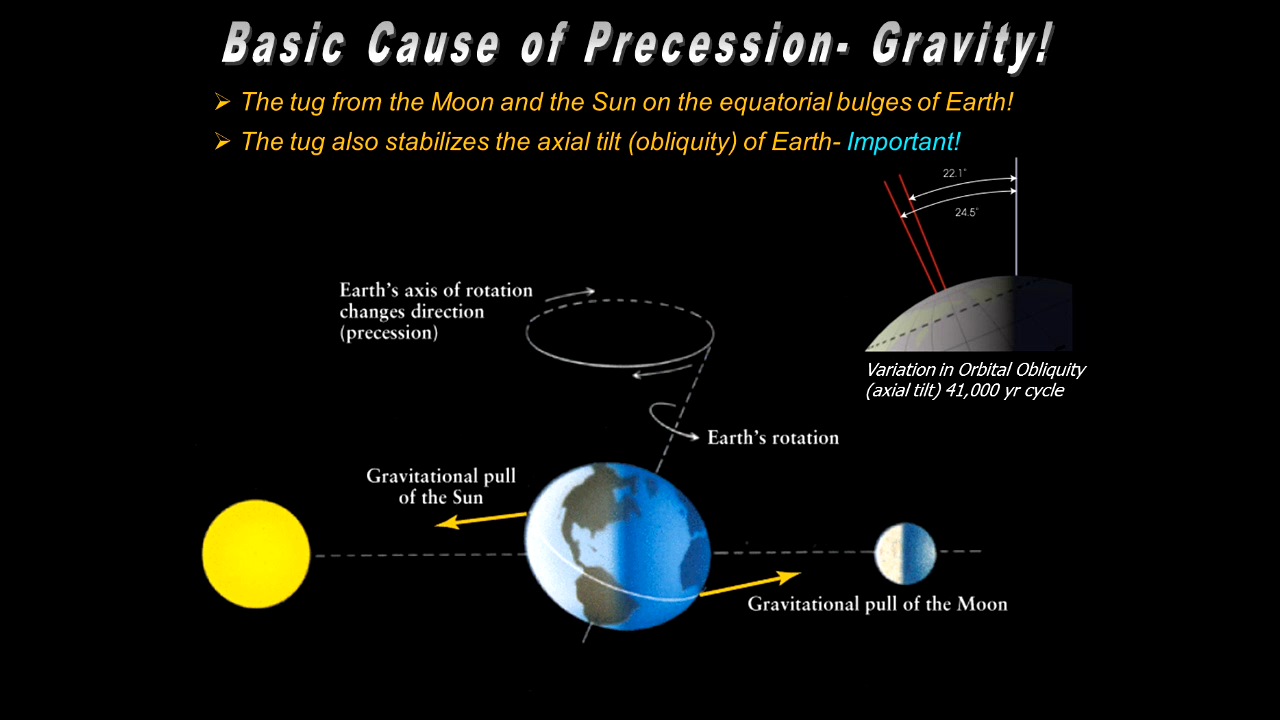 Basic Cause of Precession- Gravity!
➢ The tug from the Moon and the Sun on the equatorial bulges of Earth!
➢ The tug also stabilizes the axial tilt (obliquity) of Earth- Important!
22.1°
24.5°
Earth's axis of rotation
changes direction
(precession)
Variation in Orbital Obliquity
(axial tilt) 41,000 yr cycle
Earth's rotation
Gravitational pull
of the Sun
Gravitational pull of the Moon